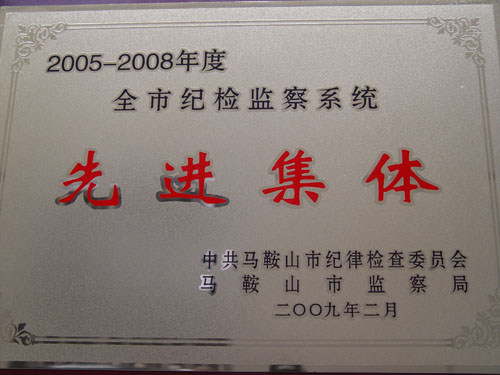 2005-2008年度
全市纪检监察系统
先进集体
中共马鞍山市纪律检查委员会
马鞍山市监察局
二〇〇九年二月